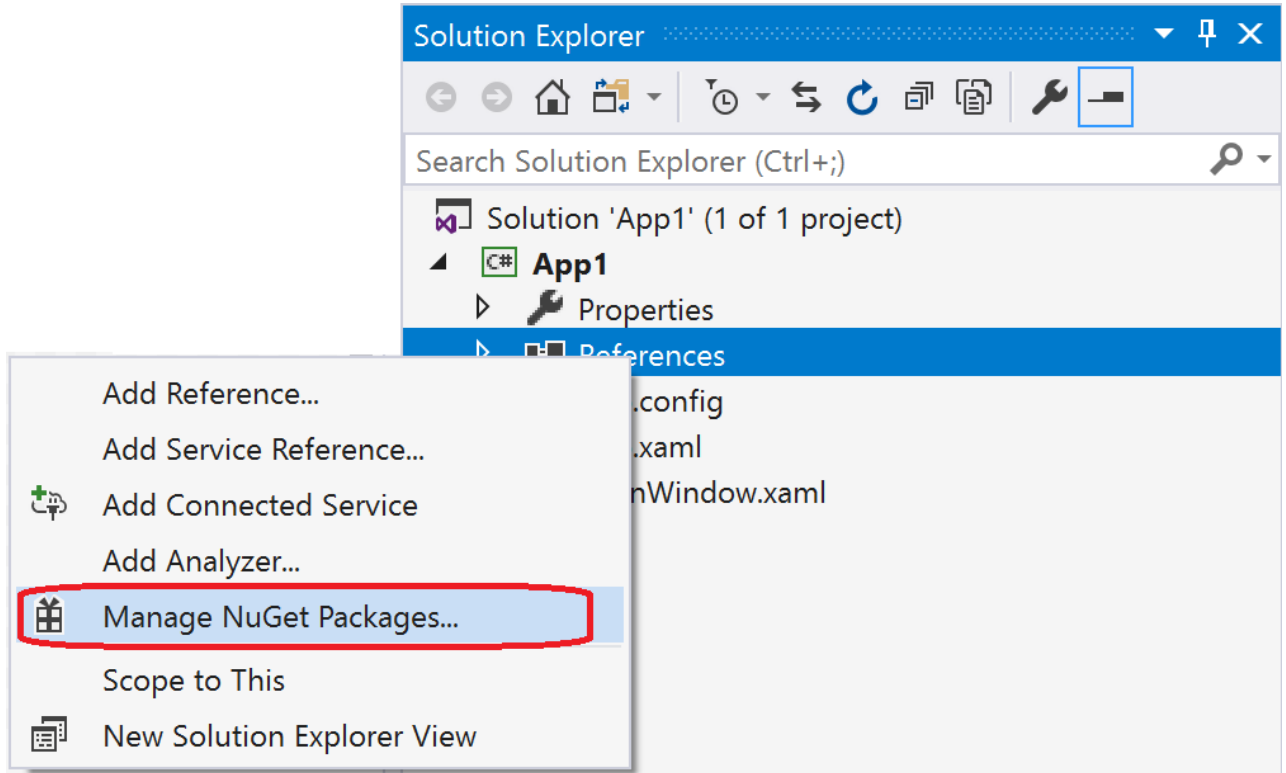 Solution Explorer
Search Solution Explorer (Ctrl+;)
Solution 'App1' (1 of 1 project)
C# App1
Properties
References
.config
.xaml
nWindow.xaml
Add Reference...
Add Service Reference...
Add Connected Service
Add Analyzer...
Manage NuGet Packages...
Scope to This
New Solution Explorer View